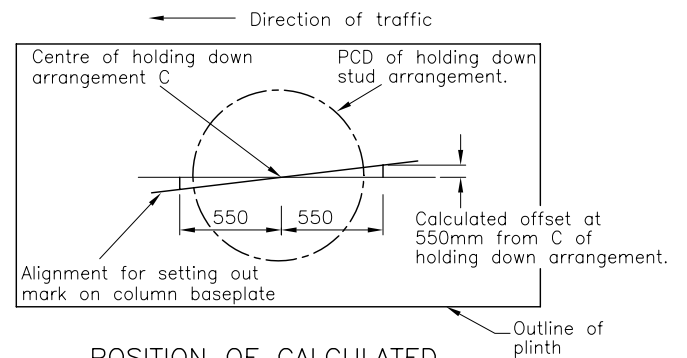 Direction of traffic
Centre of holding down
arrangement C
PCD of holding down
stud arrangement.
550
550
Calculated offset at
550mm from C of
holding down arrangement.
Alignment for setting out
mark on column baseplate
Outline of
plinth
POSITION OF CALCULATED